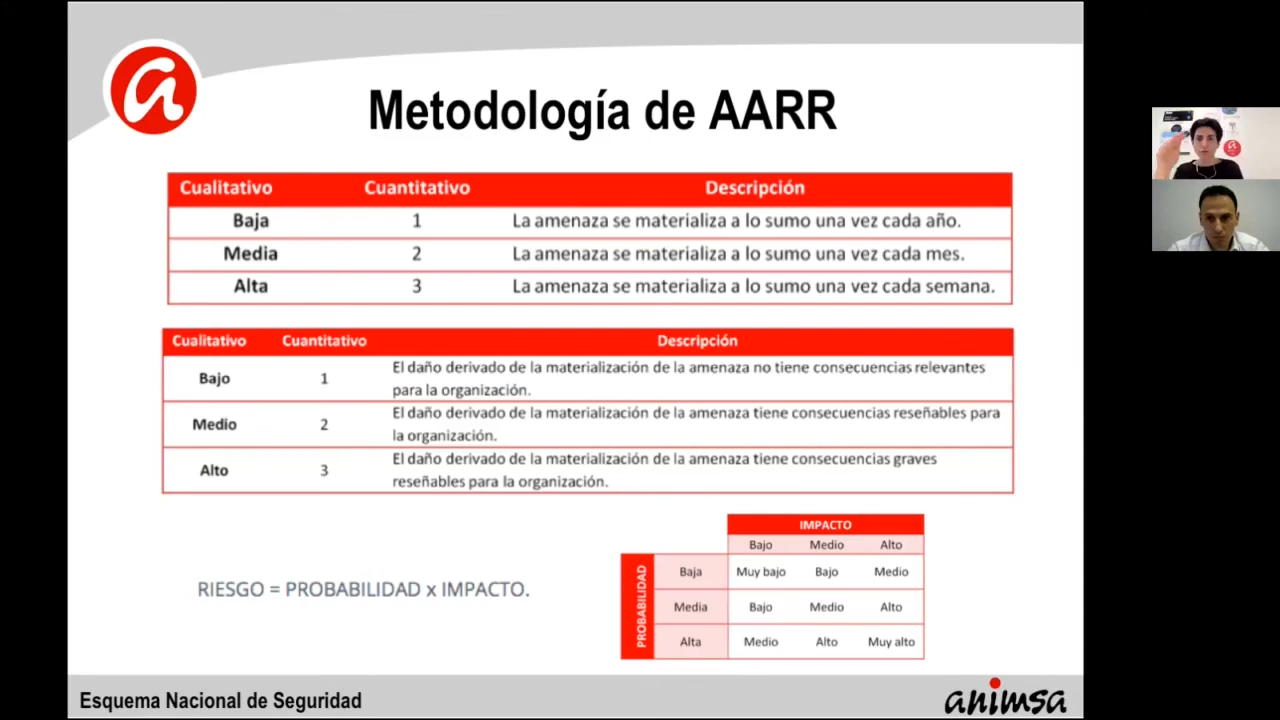 Metodología de AARR
Cualitativo Cuantitativo Descripción
Baja 1 La amenaza se materializa a lo sumo una vez cada año.
Media 2 La amenaza se materializa a lo sumo una vez cada mes.
Alta 3 La amenaza se materializa a lo sumo una vez cada semana.
Cualitativo Cuantitativo Descripción
Bajo 1 El daño derivado de la materialización de la amenaza no tiene consecuencias relevantes
para la organización.
Medio 2 El daño derivado de la materialización de la amenaza tiene consecuencias reseñables para
la organización.
Alto 3 El daño derivado de la materialización de la amenaza tiene consecuencias graves
reseñables para la organización.
RIESGO = PROBABILIDAD x IMPACTO.
IMPACTO
Bajo Medio Alto
PROBABILIDAD
Baja Muy bajo Bajo Medio
Media Bajo Medio Alto
Alta Medio Alto Muy alto
Esquema Nacional de Seguridad
animsa